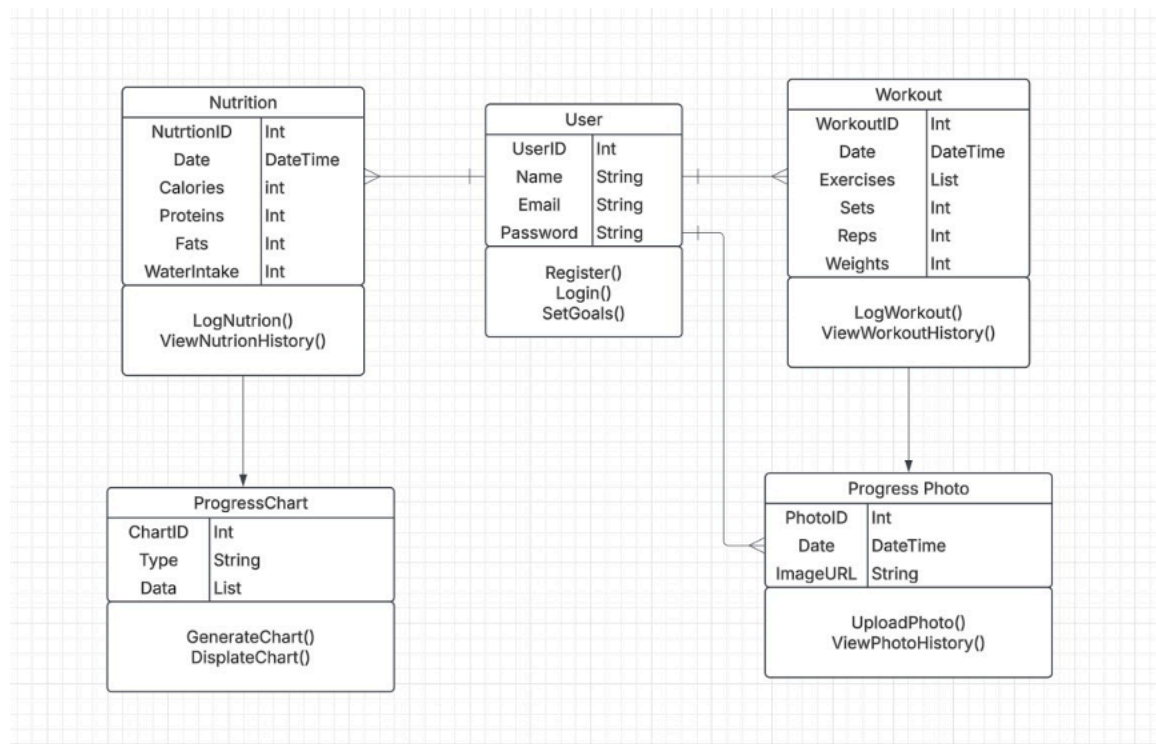 Nutrition
NutrtionID Int
Date DateTime
Calories int
Proteins Int
Fats Int
WaterIntake Int
LogNutrion()
ViewNutrionHistory()
User
UserID Int
Name String
Email String
Password String
Register()
Login()
SetGoals()
Workout
WorkoutID Int
Date DateTime
Exercises List
Sets Int
Reps Int
Weights Int
LogWorkout()
ViewWorkoutHistory()
ProgressChart
ChartID Int
Type String
Data List
GenerateChart()
DisplateChart()
Progress Photo
PhotoID Int
Date DateTime
ImageURL String
UploadPhoto()
ViewPhotoHistory()